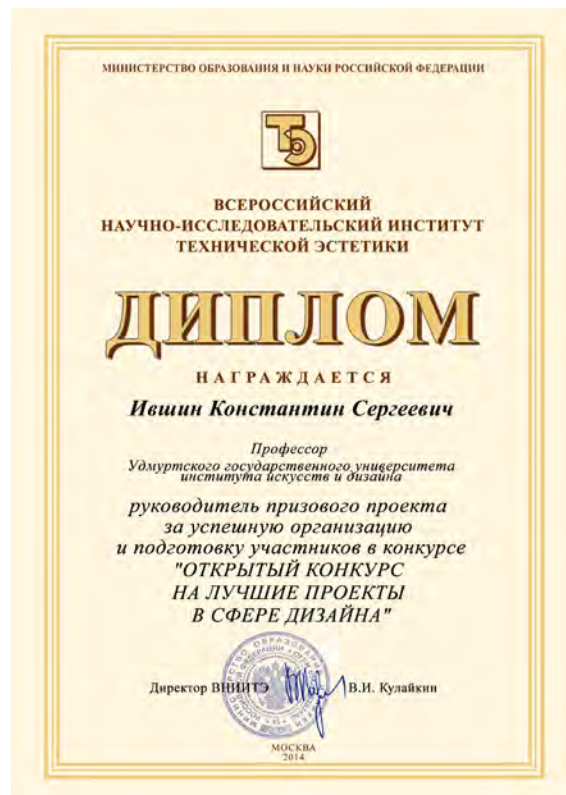 МИНИСТЕРСТВО ОБРАЗОВАНИЯ И НАУКИ РОССИЙСКОЙ ФЕДЕРАЦИИ
ТЭ
ВСЕРОССИЙСКИЙ
НАУЧНО-ИССЛЕДОВАТЕЛЬСКИЙ ИНСТИТУТ
ТЕХНИЧЕСКОЙ ЭСТЕТИКИ
ДИПЛОМ
НАГРАЖДАЕТСЯ
Ившин Константин Сергеевич
Профессор
Удмуртского государственного университета
института искусств и дизайна
руководитель призового проекта
за успешную организацию
и подготовку участников в конкурсе
"ОТКРЫТЫЙ КОНКУРС
НА ЛУЧШИЕ ПРОЕКТЫ
В СФЕРЕ ДИЗАЙНА"
Директор ВНИИТЭ В.И. Кулайкин
МОСКВА
2014